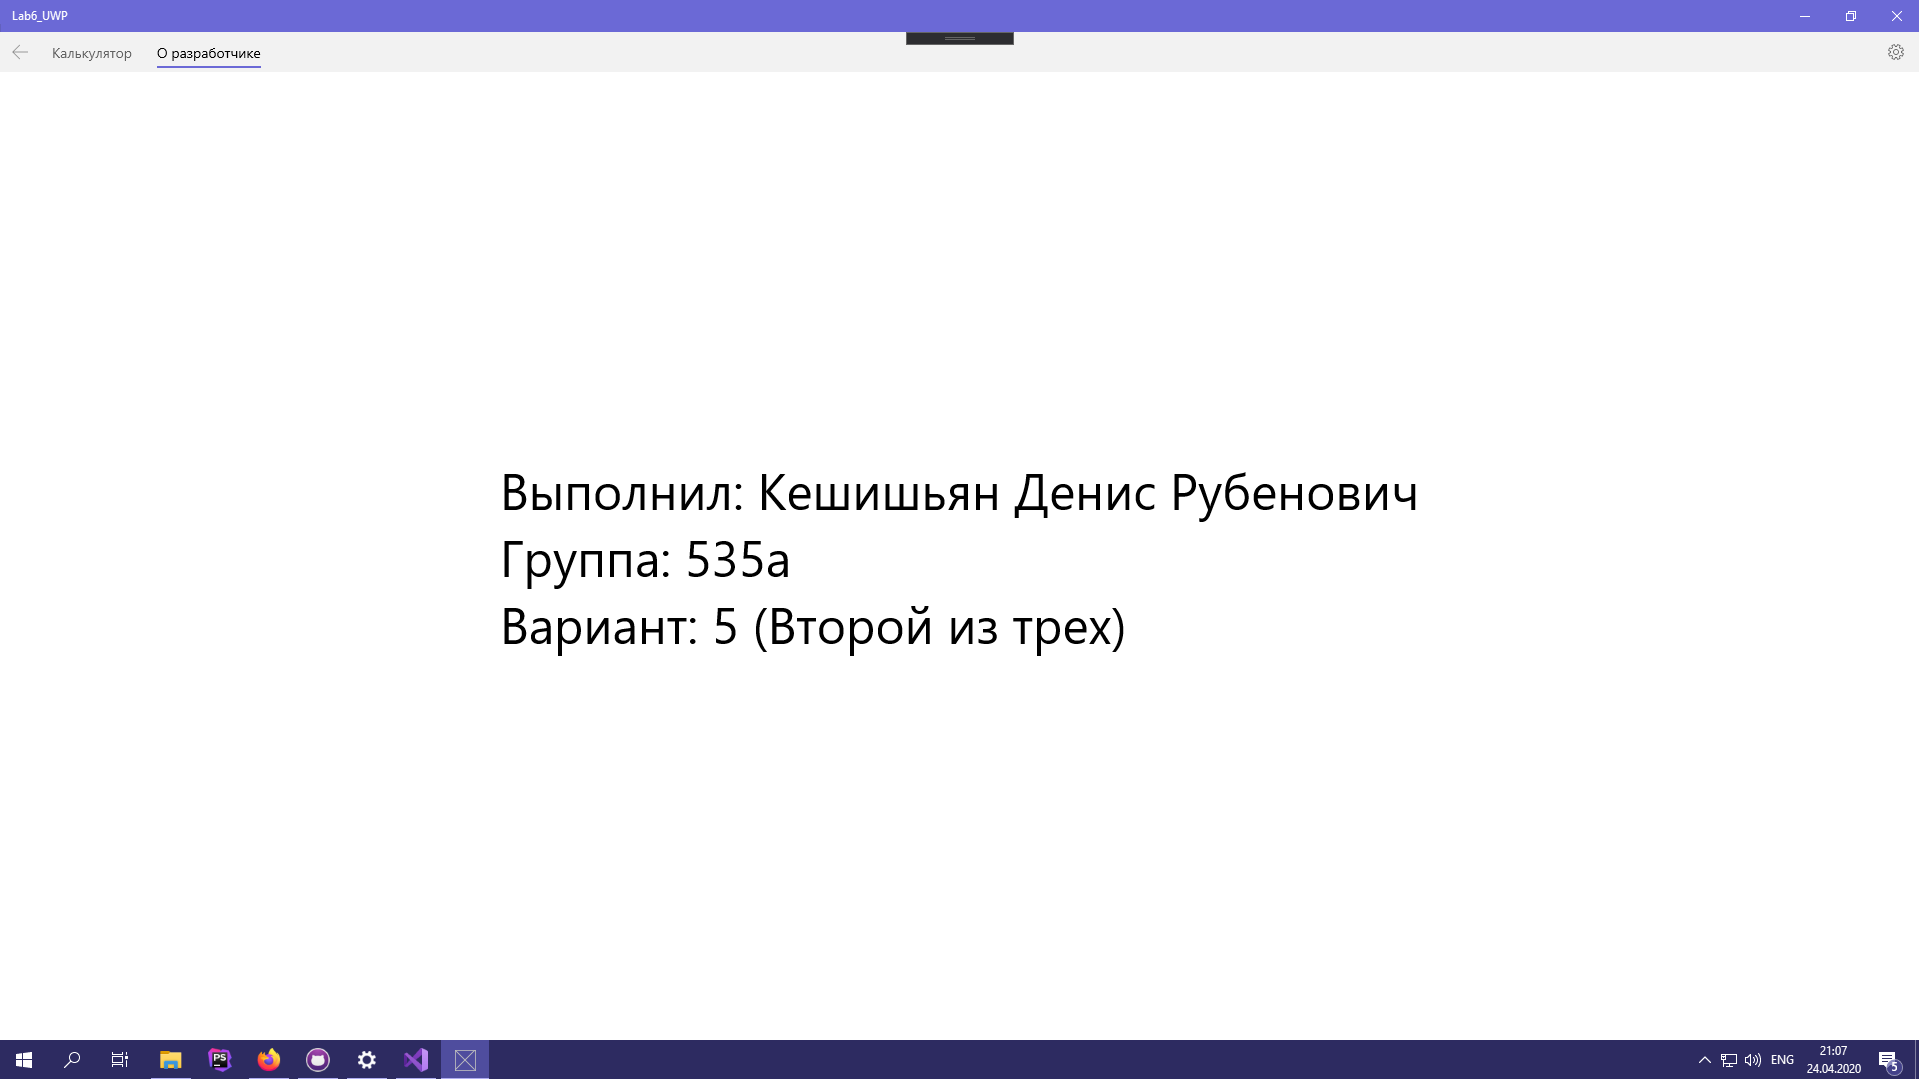 Lab6_UWP
Калькулятор
О разработчике
Выполнил: Кешишьян Денис Рубенович
Группа: 535а
Вариант: 5 (Второй из трех)
PS
ENG
21:07
24.04.2020
5